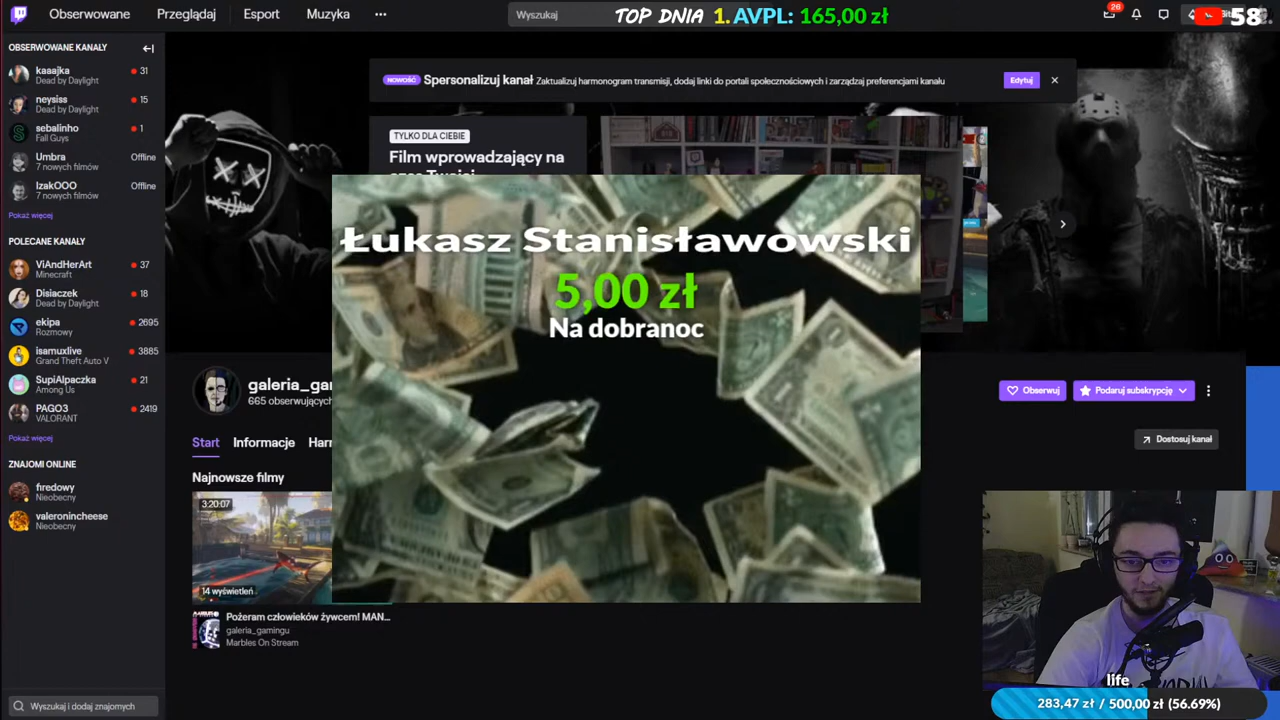 Obserwowane
Przeglądaj
Esport
Muzyka
Wyszukaj
TOP DNIA 1. AVPL: 165,00 zł
20
58
OBSERWOWANE KANAŁY
kaaajka
31
Dead by Daylight
neysiss
15
Dead by Daylight
sebalinho
1
Fall Guys
Umbra
Offline
7 nowych filmów
IzakOOO
Offline
7 nowych filmów
Pokaż więcej
POLECANE KANAŁY
ViAndHerArt
37
Minecraft
Disiaczek
18
Dead by Daylight
ekipa
2695
Rozmowy
isamuxlive
3885
Grand Theft Auto V
SupiAlpaczka
21
Among Us
PAGO3
2419
VALORANT
Pokaż więcej
ZNAJOMI ONLINE
firedowy
Nieobecny
valeronincheese
Nieobecny
Wyszukaj i dodaj znajomych
NOWOŚĆ Spersonalizuj kanał Zaktualizuj harmonogram transmisji, dodaj linki do portali społecznościowych i zarządzaj preferencjami kanału
Edytuj
TYLKO DLA CIEBIE
Film wprowadzający na
Łukasz Stanisławowski
5,00 zł
Na dobranoc
galeria_gam
665 obserwujących
Obserwuj
Podaruj subskrypcję
Start
Informacje
Harm
Dostosuj kanał
Najnowsze filmy
3:20:07
14 wyświetleń
Pożeram człowieków żywcem! MAN...
galeria_gamingu
Marbles On Stream
life
283,47 zł / 500,00 zł (56.69%)